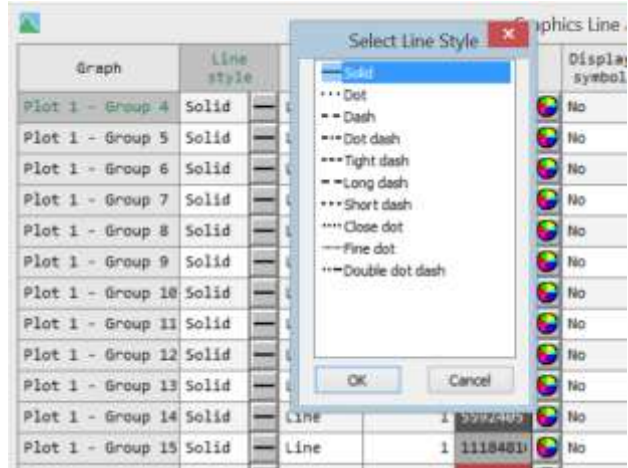 Graphics Line
Select Line Style
Graph
Line style
Display symbol
Solid
Dot
Dash
Dot dash
Tight dash
Long dash
Short dash
Close dot
Fine dot
Double dot dash
OK
Cancel
Plot 1 - Group 4 Solid No
Plot 1 - Group 5 Solid No
Plot 1 - Group 6 Solid No
Plot 1 - Group 7 Solid No
Plot 1 - Group 8 Solid No
Plot 1 - Group 9 Solid No
Plot 1 - Group 10 Solid No
Plot 1 - Group 11 Solid No
Plot 1 - Group 12 Solid No
Plot 1 - Group 13 Solid No
Plot 1 - Group 14 Solid Line 1 No
Plot 1 - Group 15 Solid Line 1 No